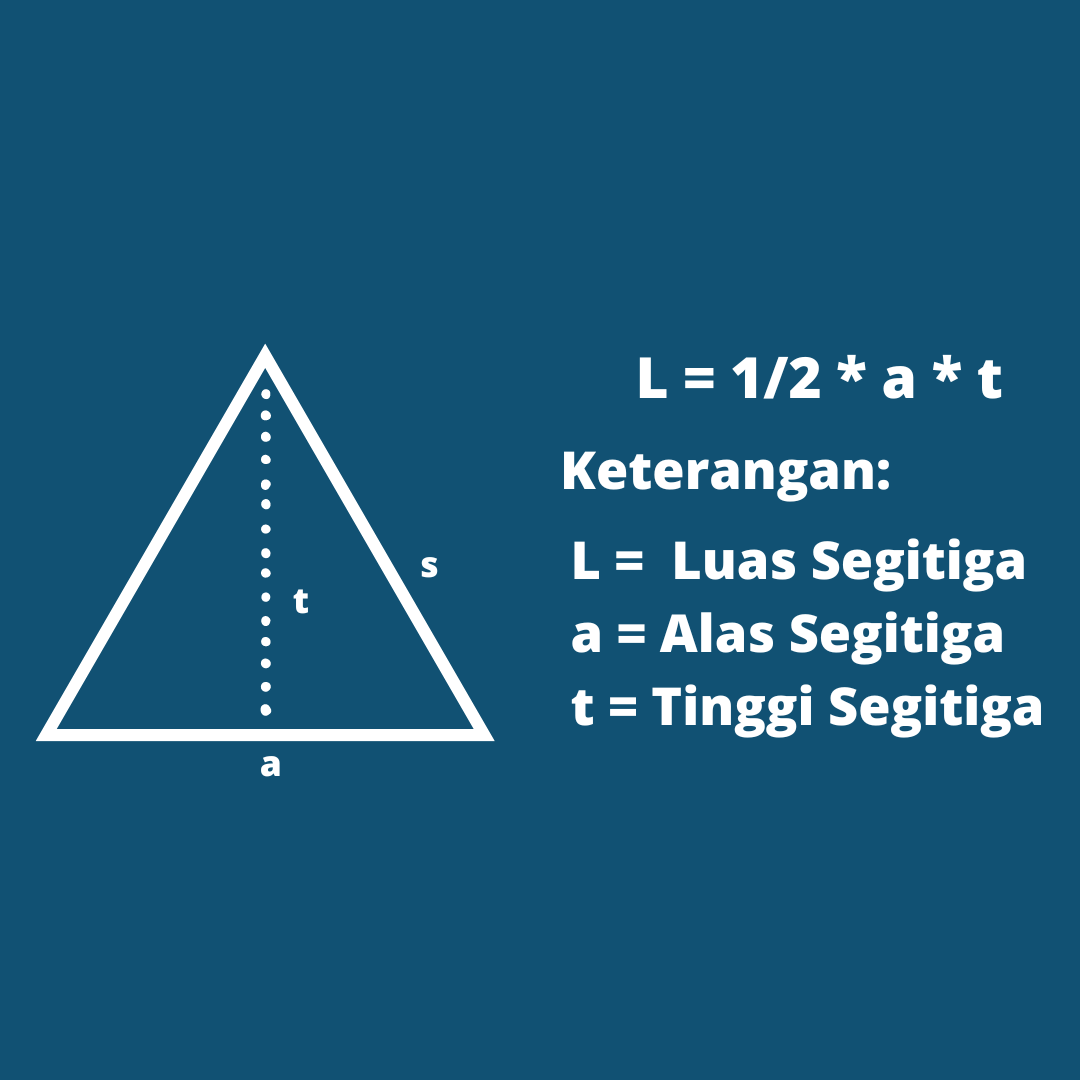 L = 1/2 * a * t
Keterangan:
L = Luas Segitiga
a = Alas Segitiga
t = Tinggi Segitiga
s
t
a